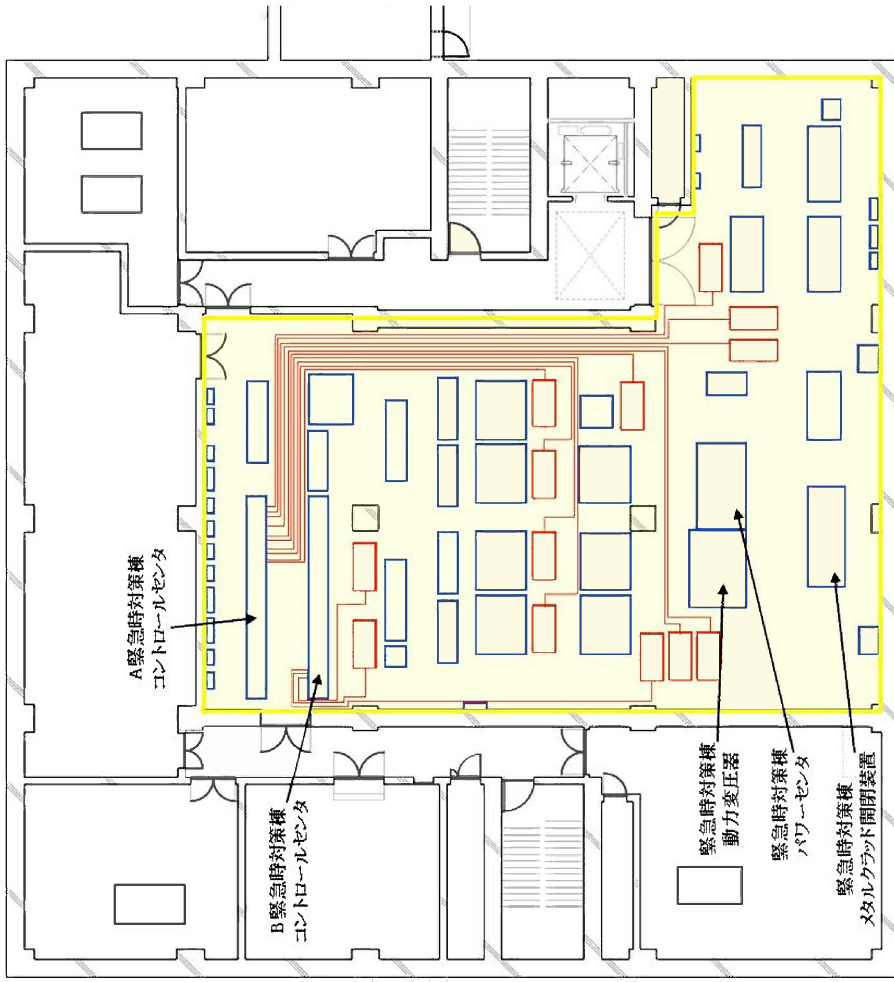 A緊急時対策棟
コントロールセンタ
B緊急時対策棟
コントロールセンタ
緊急時対策棟
動力変圧器
緊急時対策棟
パワーセンタ
緊急時対策棟
メタルクラッド開閉装置